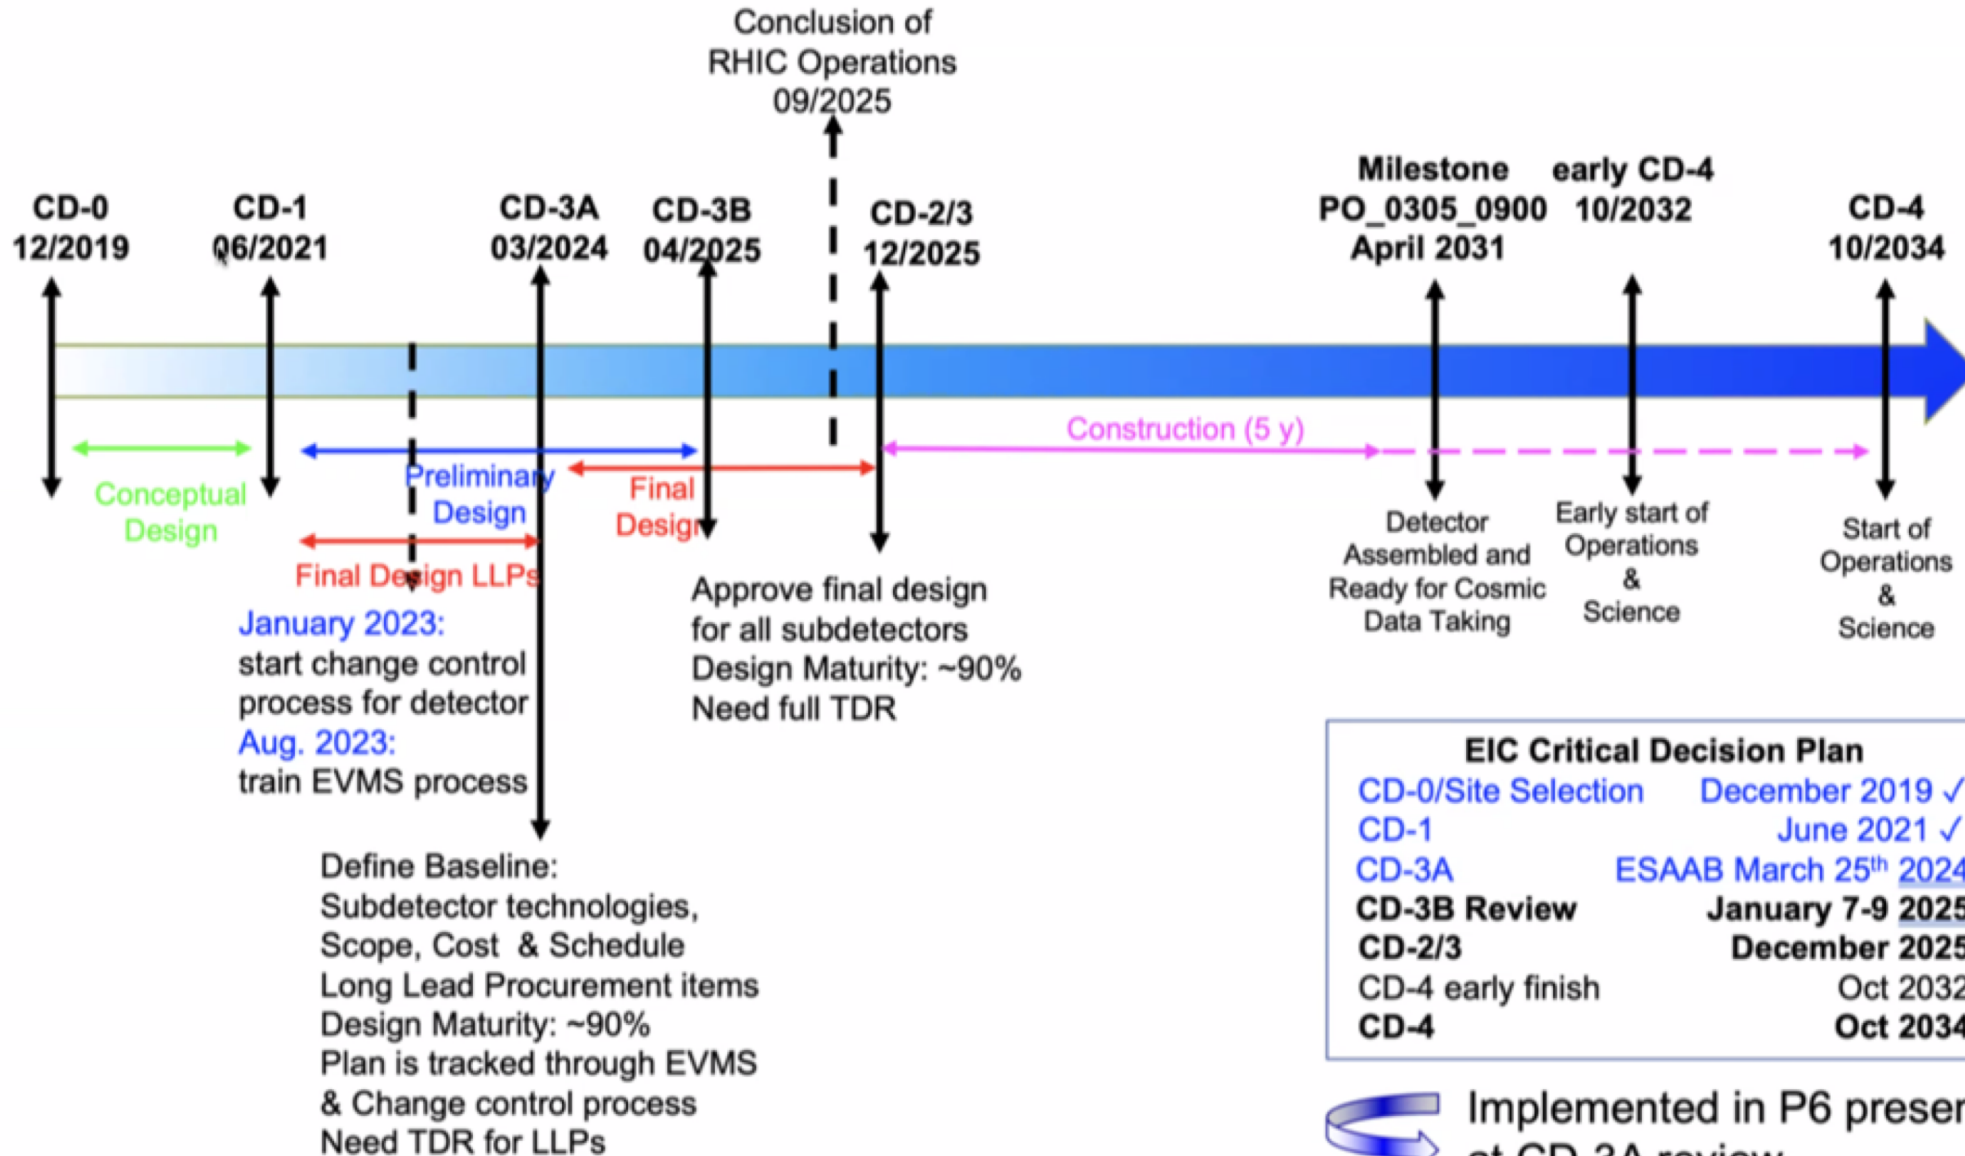 Conclusion of
RHIC Operations
09/2025
CD-0
12/2019
CD-1
06/2021
CD-3A
03/2024
CD-3B
04/2025
CD-2/3
12/2025
Milestone
PO_0305_0900
April 2031
early CD-4
10/2032
CD-4
10/2034
Conceptual
Design
Preliminary
Design
Final Design LLPs
Final
Design
Construction (5 y)
January 2023:
start change control
process for detector
Aug. 2023:
train EVMS process
Define Baseline:
Subdetector technologies,
Scope, Cost & Schedule
Long Lead Procurement items
Design Maturity: ~90%
Plan is tracked through EVMS
& Change control process
Need TDR for LLPs
Approve final design
for all subdetectors
Design Maturity: ~90%
Need full TDR
Detector
Assembled and
Ready for Cosmic
Data Taking
Early start of
Operations
&
Science
Start of
Operations
&
Science
EIC Critical Decision Plan
CD-0/Site Selection December 2019 ✓
CD-1 June 2021 ✓
CD-3A ESAAB March 25th 2024
CD-3B Review January 7-9 2025
CD-2/3 December 2025
CD-4 early finish Oct 2032
CD-4 Oct 2034
Implemented in P6 presen
at CD-3A review